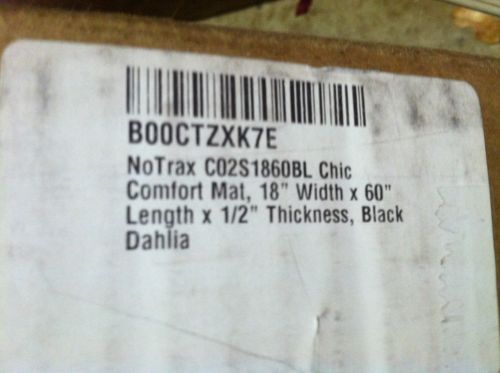 B00CTZXK7E
NoTrax C02S1860BL Chic
Comfort Mat, 18" Width x 60"
Length x 1/2" Thickness, Black
Dahlia